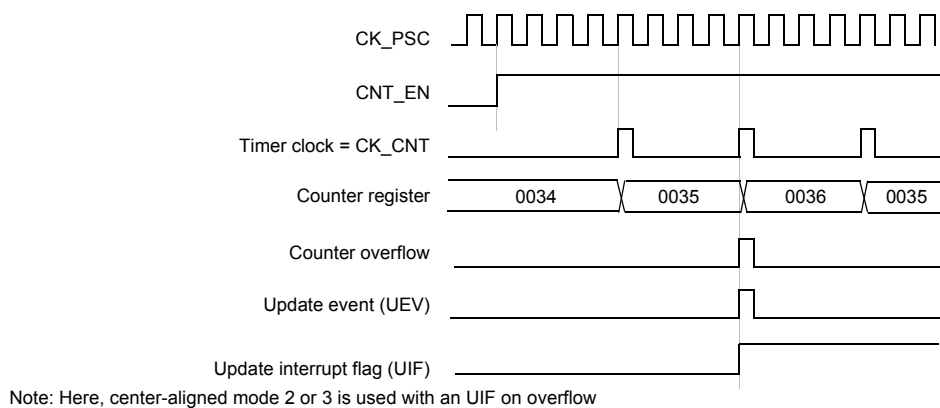 CK_PSC
CNT_EN
Timer clock = CK_CNT
Counter register 0034 0035 0036 0035
Counter overflow
Update event (UEV)
Update interrupt flag (UIF)
Note: Here, center-aligned mode 2 or 3 is used with an UIF on overflow